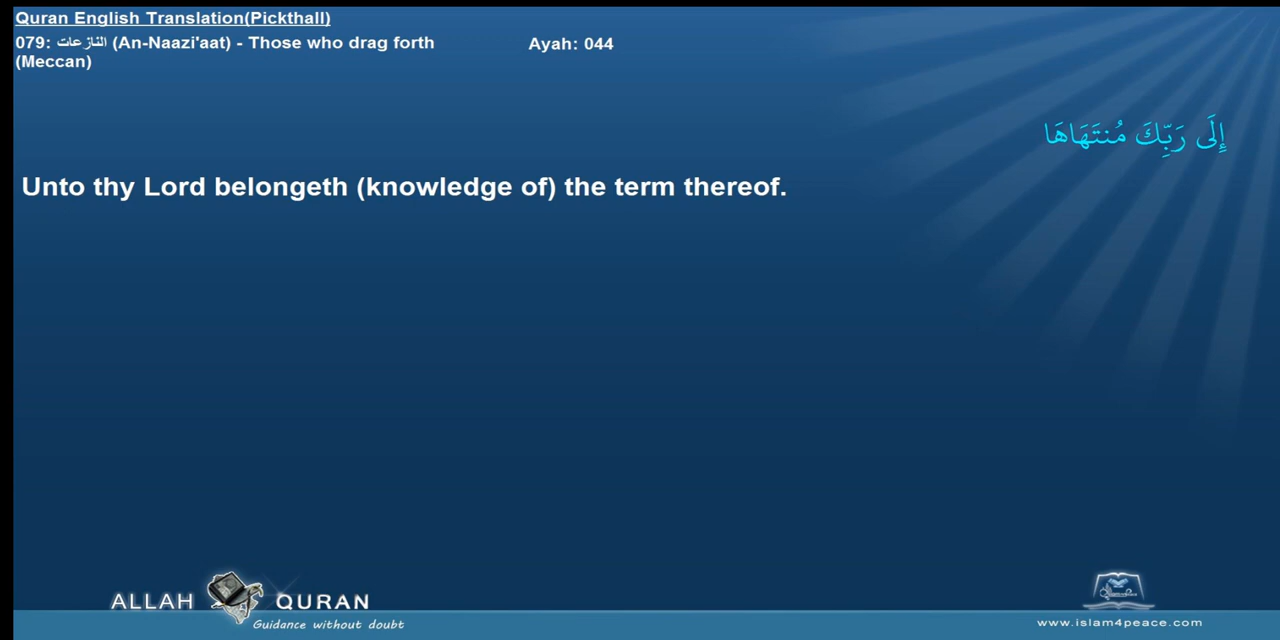 Quran English Translation(Pickthall)
079: النازعات (An-Naazi'aat) - Those who drag forth
(Meccan)
Ayah: 044
إِلَى رَبِّكَ مُنتَهَاهَا
Unto thy Lord belongeth (knowledge of) the term thereof.
ALLAH QURAN
Guidance without doubt
www.islam4peace.com